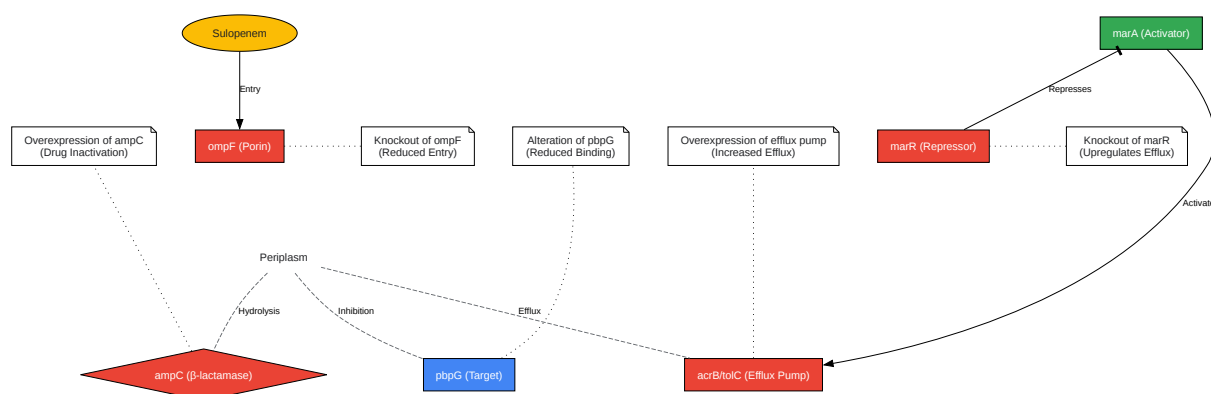 Sulopenem
marA (Activator)
Entry
Represses
Overexpression of ampC
(Drug Inactivation)
ompF (Porin)
Knockout of ompF
(Reduced Entry)
Alteration of pbpG
(Reduced Binding)
Overexpression of efflux pump
(Increased Efflux)
marR (Repressor)
Knockout of marR
(Upregulates Efflux)
Periplasm
Hydrolysis
Inhibition
Efflux
ampC (β-lactamase)
pbpG (Target)
acrB/tolC (Efflux Pump)